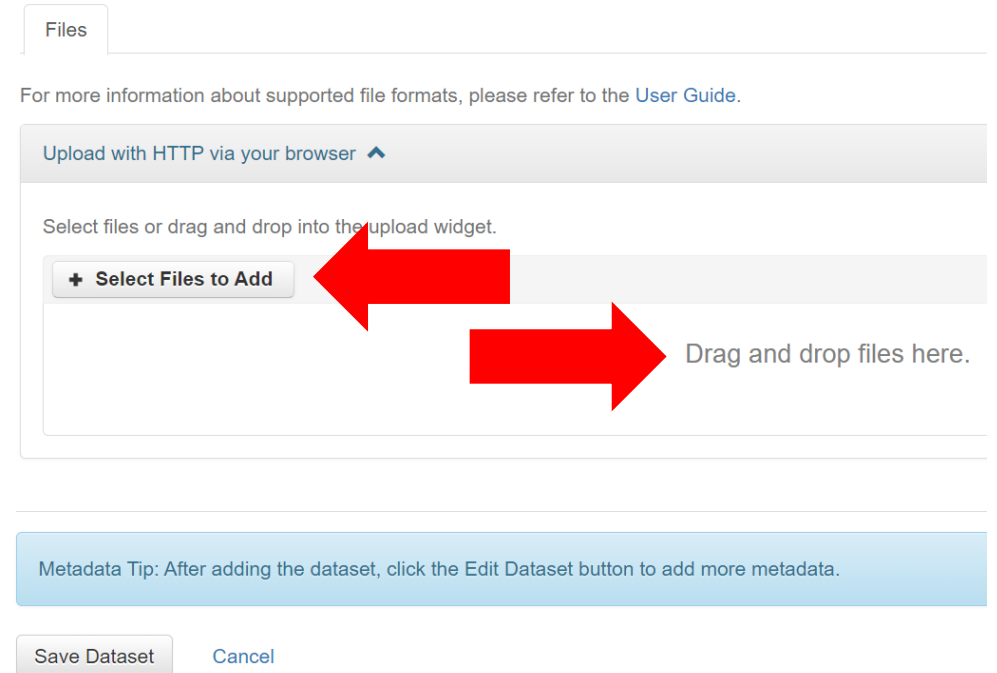 Files
For more information about supported file formats, please refer to the User Guide.
Upload with HTTP via your browser
Select files or drag and drop into the upload widget.
+ Select Files to Add
Drag and drop files here.
Metadata Tip: After adding the dataset, click the Edit Dataset button to add more metadata.
Save Dataset Cancel